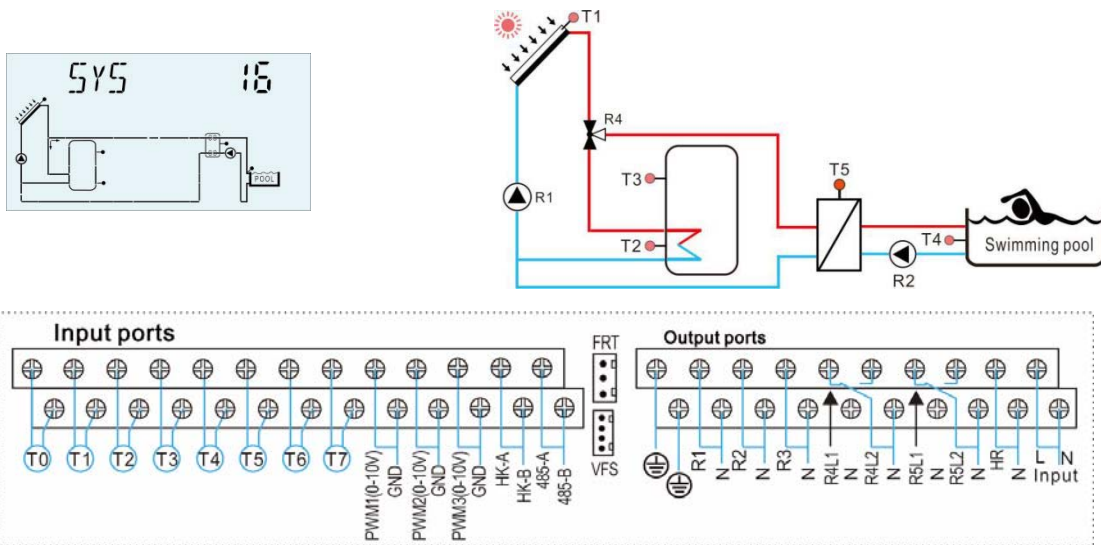 SYS 16
POOL
T1
R4
T3
T5
R1
T2
T4
Swimming pool
R2
Input ports
FRT
Output ports
T0 T1 T2 T3 T4 T5 T6 T7
PWM1(0-10V)
GND
PWM2(0-10V)
GND
PWM3(0-10V)
GND
HK-A
HK-B
485-A
485-B
VFS
R1
N
R2
N
R3
N
R4L1
N
R4L2
N
R5L1
N
R5L2
N
HR
N
L N
Input